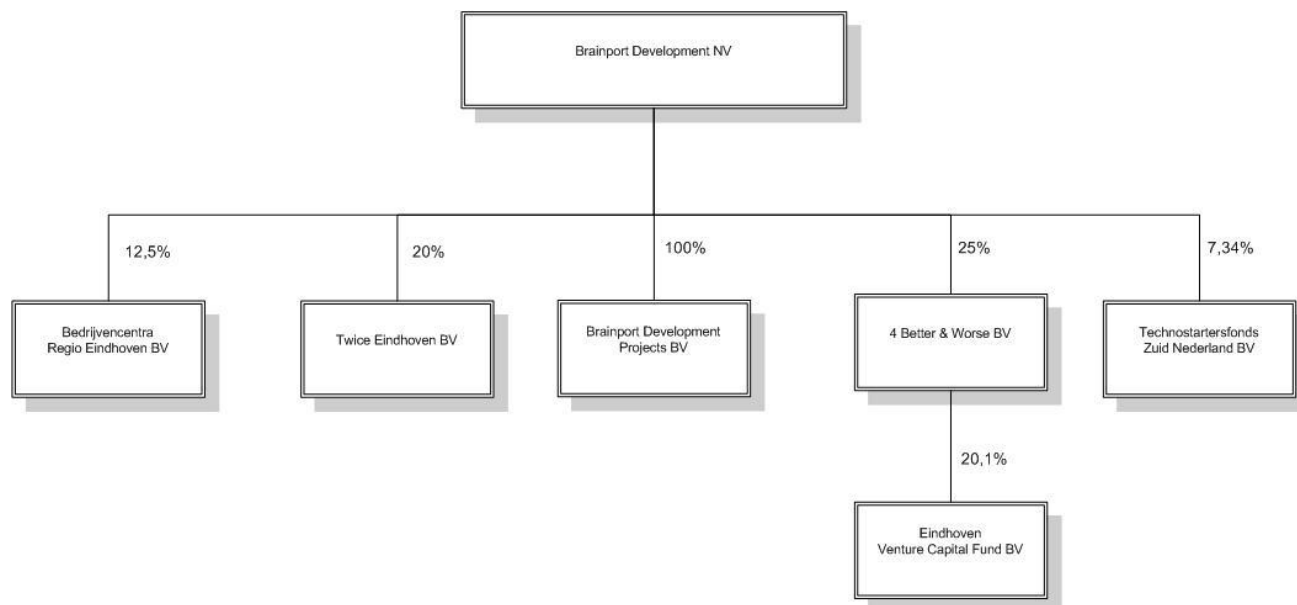 Brainport Development NV
12,5%
20%
100%
25%
7,34%
Bedrijvencentra
Regio Eindhoven BV
Twice Eindhoven BV
Brainport Development
Projects BV
4 Better & Worse BV
Technostartersfonds
Zuid Nederland BV
20,1%
Eindhoven
Venture Capital Fund BV